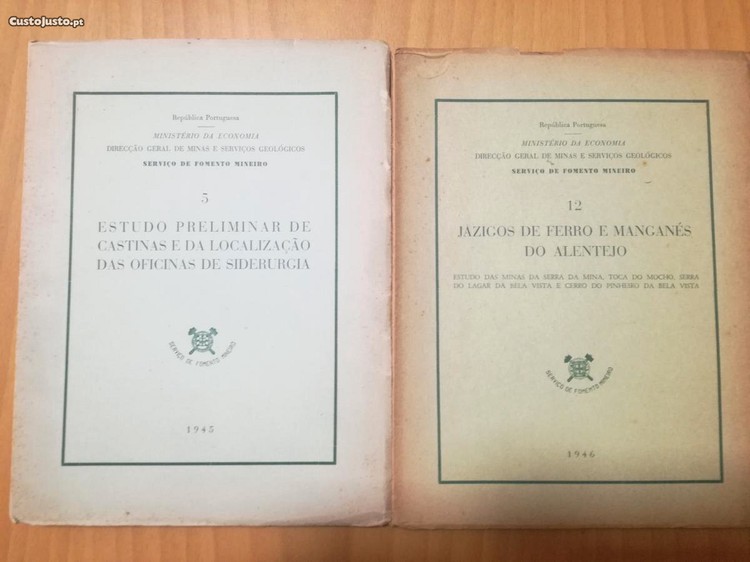 CustoJusto.pt
República Portuguesa
MINISTÉRIO DA ECONOMIA
DIRECÇÃO GERAL DE MINAS E SERVIÇOS GEOLÓGICOS
SERVIÇO DE FOMENTO MINEIRO
5
ESTUDO PRELIMINAR DE
CASTINAS E DA LOCALIZAÇÃO
DAS OFICINAS DE SIDERURGIA
SERVIÇO DE FOMENTO MINEIRO
1945
República Portuguesa
MINISTÉRIO DA ECONOMIA
DIRECÇÃO GERAL DE MINAS E SERVIÇOS GEOLÓGICOS
SERVIÇO DE FOMENTO MINEIRO
12
JAZIGOS DE FERRO E MANGANÉS
DO ALENTEJO
ESTUDO DAS MINAS DA SERRA DA MINA, TOCA DO MOCHO, SERRA
DO LAGAR DA BELA VISTA E CERRO DO PINHEIRO DA BELA VISTA
SERVIÇO DE FOMENTO MINEIRO
1946